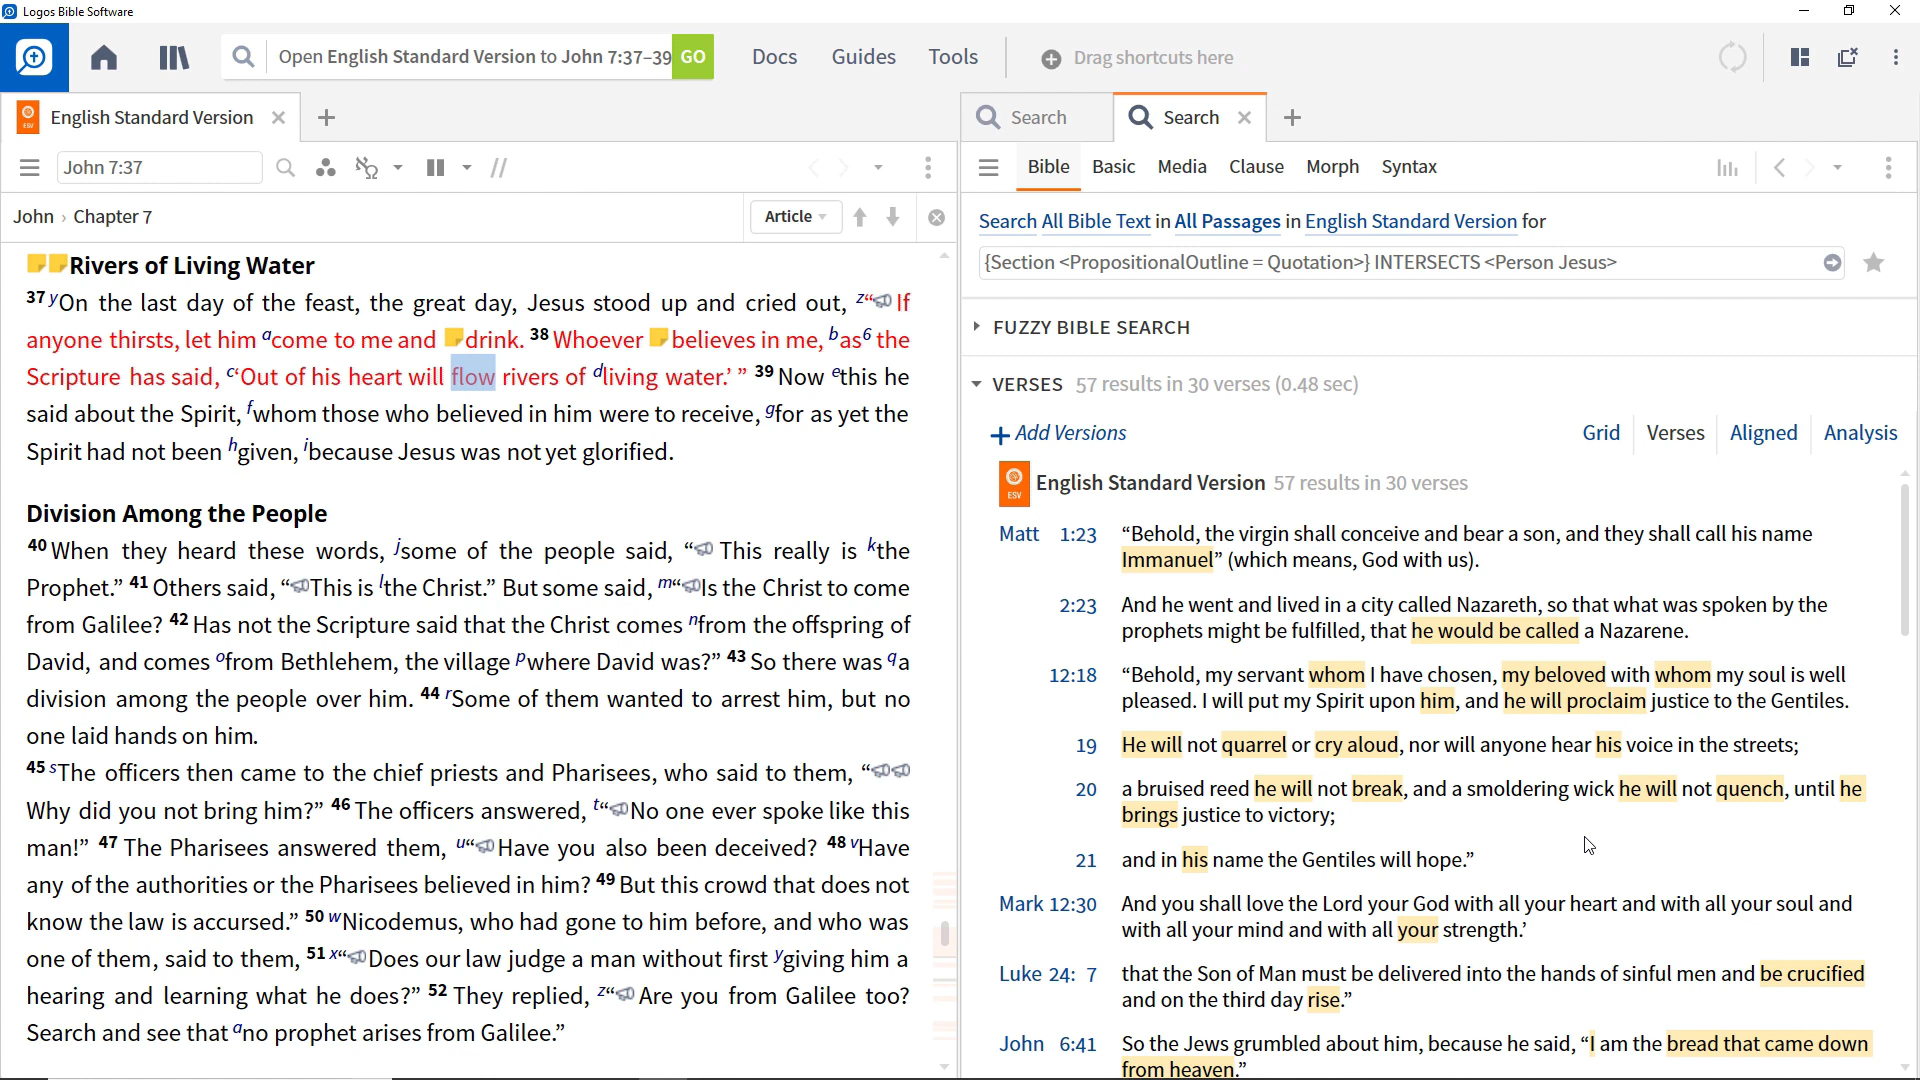 Logos Bible Software
Open English Standard Version to John 7:37–39 GO Docs Guides Tools Drag shortcuts here
English Standard Version
John 7:37
John › Chapter 7 Article
Rivers of Living Water
37 y On the last day of the feast, the great day, Jesus stood up and cried out, z “If
anyone thirsts, let him a come to me and drink. 38 Whoever believes in me, b as 6 the
Scripture has said, c ‘Out of his heart will flow rivers of d living water.’ ” 39 Now e this he
said about the Spirit, f whom those who believed in him were to receive, g for as yet the
Spirit had not been h given, i because Jesus was not yet glorified.
Division Among the People
40 When they heard these words, j some of the people said, “This really is k the
Prophet.” 41 Others said, “This is l the Christ.” But some said, m “Is the Christ to come
from Galilee? 42 Has not the Scripture said that the Christ comes n from the offspring of
David, and comes o from Bethlehem, the village p where David was?” 43 So there was q a
division among the people over him. 44 r Some of them wanted to arrest him, but no
one laid hands on him.
45 s The officers then came to the chief priests and Pharisees, who said to them, “
Why did you not bring him?” 46 The officers answered, t “No one ever spoke like this
man!” 47 The Pharisees answered them, u “Have you also been deceived? 48 v Have
any of the authorities or the Pharisees believed in him? 49 But this crowd that does not
know the law is accursed.” 50 w Nicodemus, who had gone to him before, and who was
one of them, said to them, 51 x “Does our law judge a man without first y giving him a
hearing and learning what he does?” 52 They replied, z “Are you from Galilee too?
Search and see that a no prophet arises from Galilee.”
Search Search
Bible Basic Media Clause Morph Syntax
Search All Bible Text in All Passages in English Standard Version for
{Section <PropositionalOutline = Quotation>} INTERSECTS <Person Jesus>
FUZZY BIBLE SEARCH
VERSES 57 results in 30 verses (0.48 sec)
Add Versions Grid Verses Aligned Analysis
ESV English Standard Version 57 results in 30 verses
Matt 1:23 “Behold, the virgin shall conceive and bear a son, and they shall call his name
Immanuel” (which means, God with us).
2:23 And he went and lived in a city called Nazareth, so that what was spoken by the
prophets might be fulfilled, that he would be called a Nazarene.
12:18 “Behold, my servant whom I have chosen, my beloved with whom my soul is well
pleased. I will put my Spirit upon him, and he will proclaim justice to the Gentiles.
19 He will not quarrel or cry aloud, nor will anyone hear his voice in the streets;
20 a bruised reed he will not break, and a smoldering wick he will not quench, until he
brings justice to victory;
21 and in his name the Gentiles will hope.”
Mark 12:30 And you shall love the Lord your God with all your heart and with all your soul and
with all your mind and with all your strength.’
Luke 24: 7 that the Son of Man must be delivered into the hands of sinful men and be crucified
and on the third day rise.”
John 6:41 So the Jews grumbled about him, because he said, “I am the bread that came down
from heaven.”